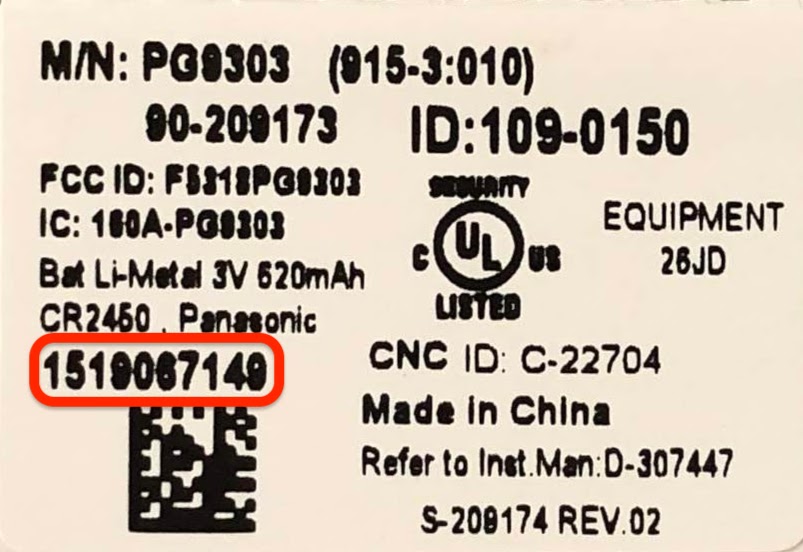 M/N: PG9303 (915-3:010)
90-209173 ID:109-0150
FCC ID: F5318PG9303
IC: 160A-PG9303
Bat Li-Metal 3V 620mAh
CR2450 , Panasonic
1519067149
SECURITY
C UL US
LISTED
EQUIPMENT
26JD
CNC ID: C-22704
Made in China
Refer to Inst.Man:D-307447
S-209174 REV.02